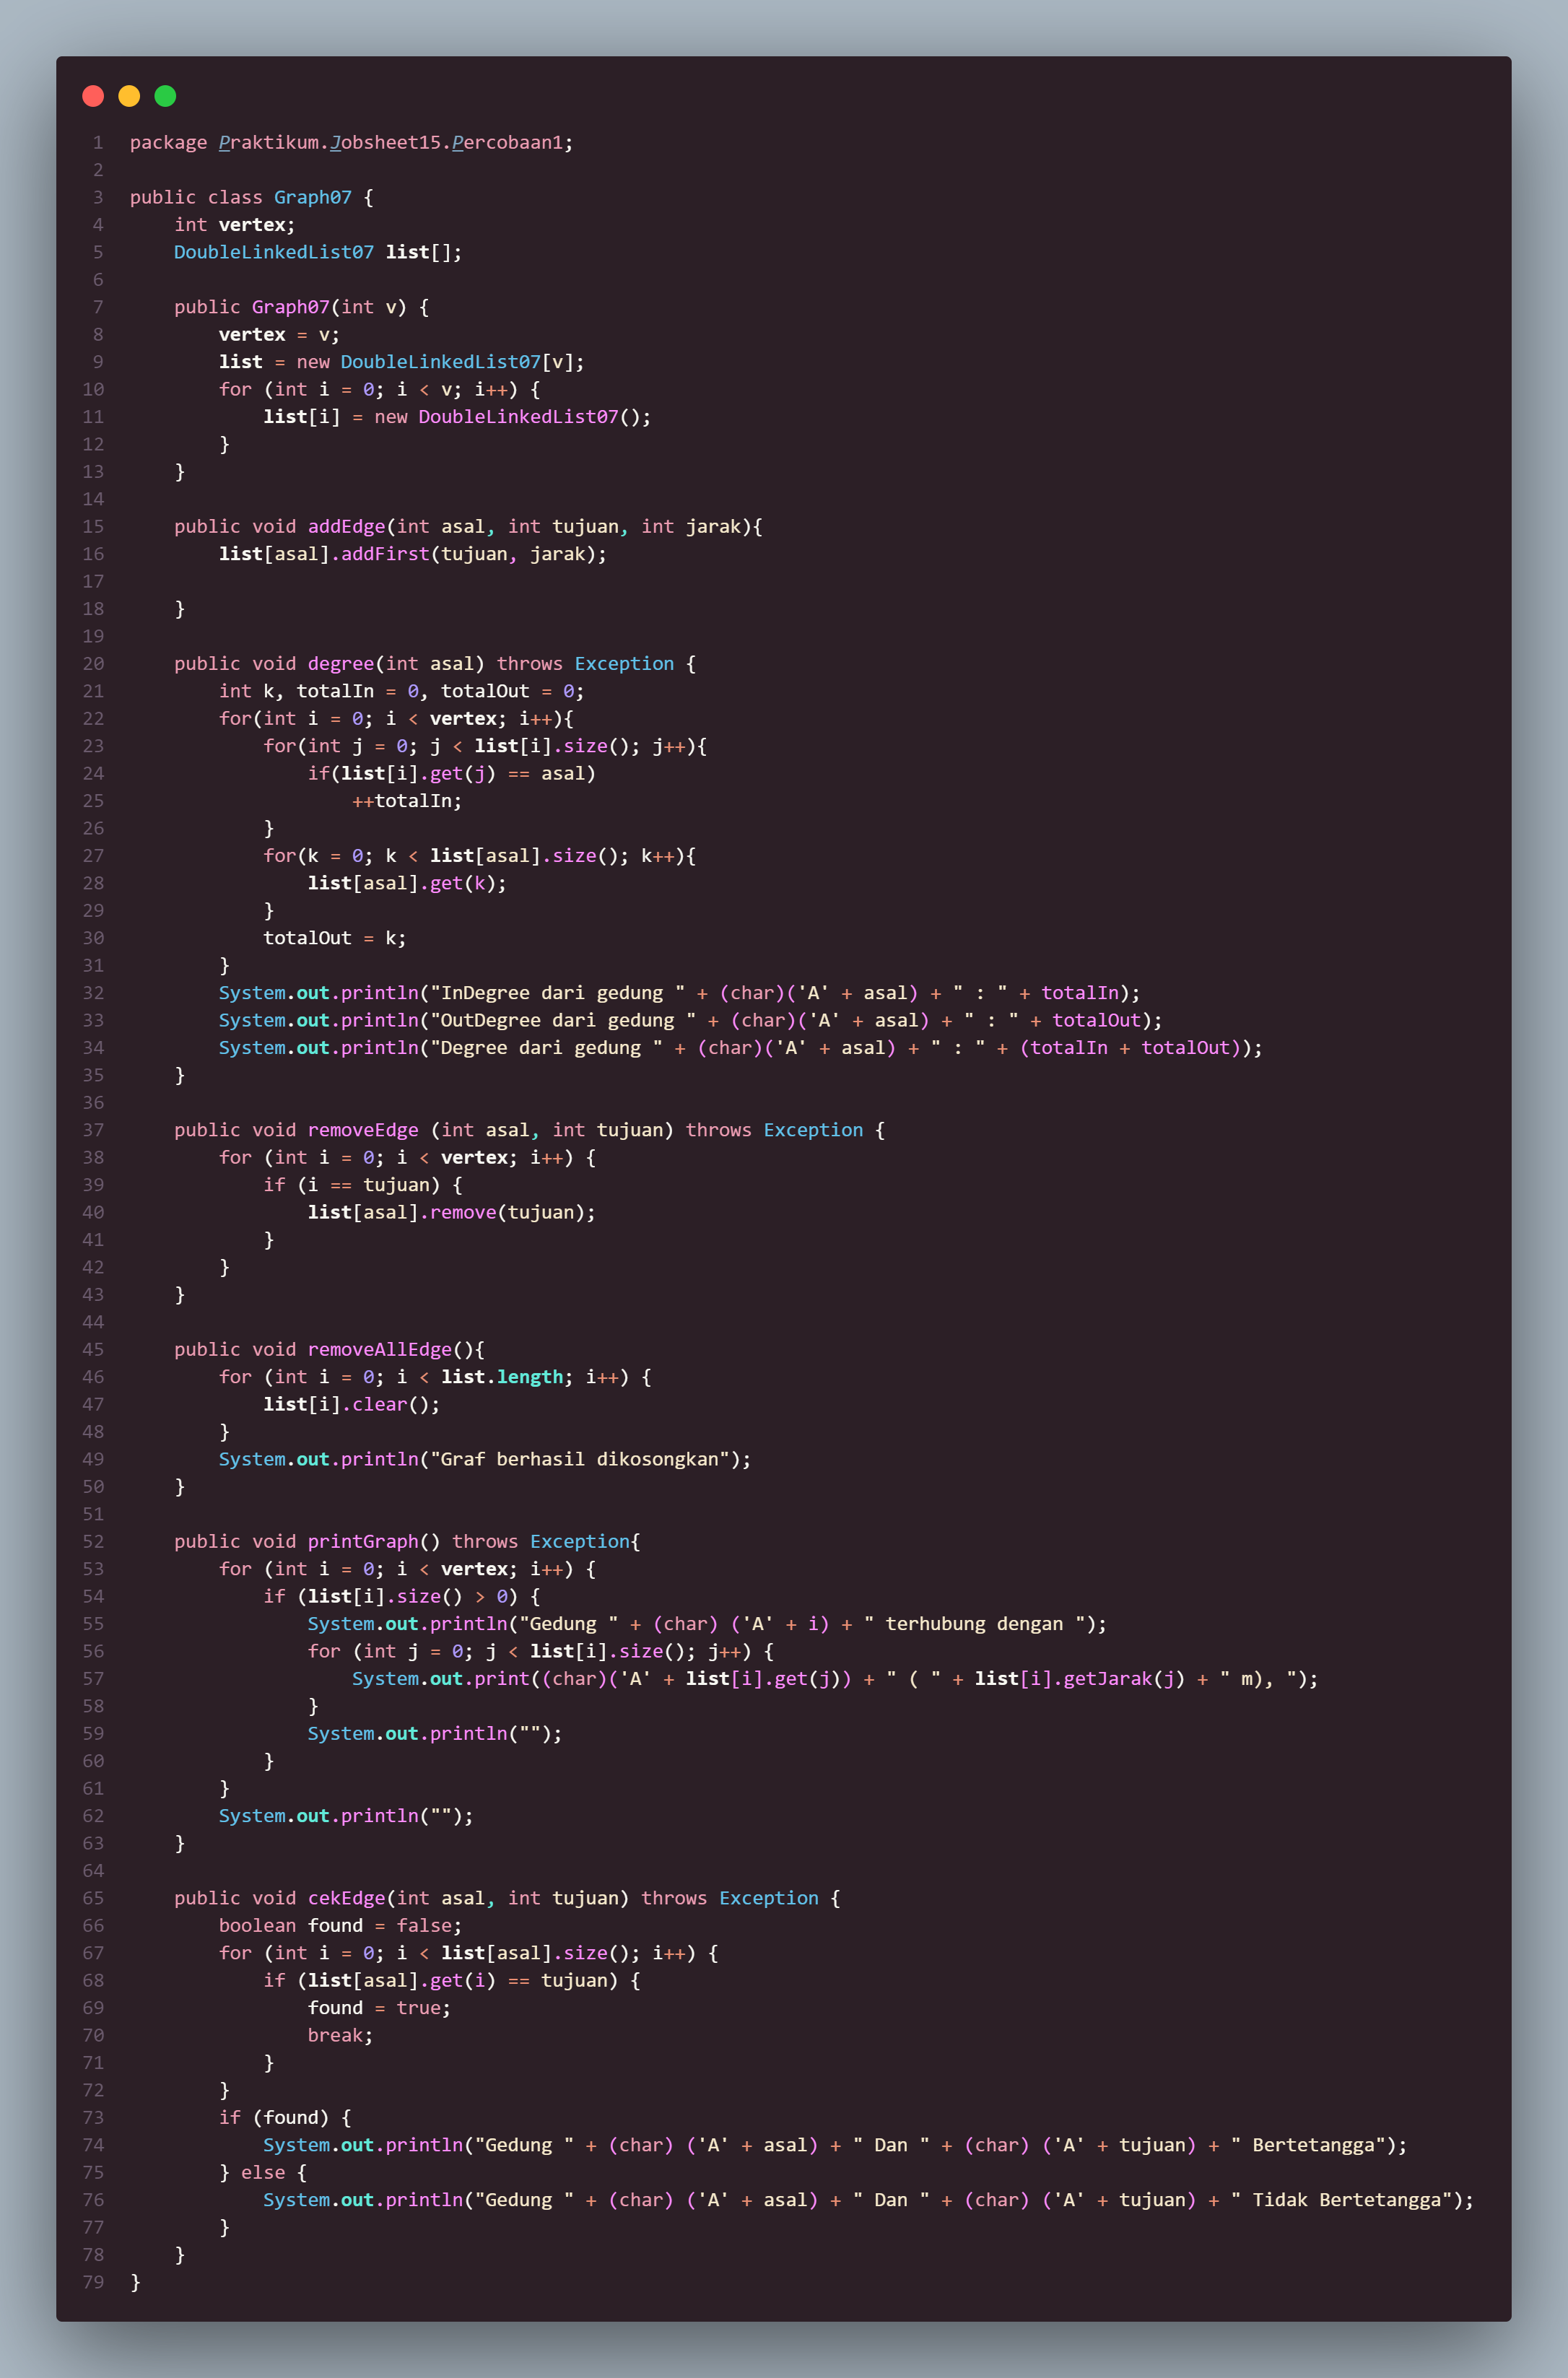 1 package Praktikum.Jobsheet15.Percobaan1;
2
3 public class Graph07 {
4     int vertex;
5     DoubleLinkedList07 list[];
6
7     public Graph07(int v) {
8         vertex = v;
9         list = new DoubleLinkedList07[v];
10         for (int i = 0; i < v; i++) {
11             list[i] = new DoubleLinkedList07();
12         }
13     }
14
15     public void addEdge(int asal, int tujuan, int jarak){
16         list[asal].addFirst(tujuan, jarak);
17
18     }
19
20     public void degree(int asal) throws Exception {
21         int k, totalIn = 0, totalOut = 0;
22         for(int i = 0; i < vertex; i++){
23             for(int j = 0; j < list[i].size(); j++){
24                 if(list[i].get(j) == asal)
25                     ++totalIn;
26             }
27             for(k = 0; k < list[asal].size(); k++){
28                 list[asal].get(k);
29             }
30             totalOut = k;
31         }
32         System.out.println("InDegree dari gedung " + (char)('A' + asal) + " : " + totalIn);
33         System.out.println("OutDegree dari gedung " + (char)('A' + asal) + " : " + totalOut);
34         System.out.println("Degree dari gedung " + (char)('A' + asal) + " : " + (totalIn + totalOut));
35     }
36
37     public void removeEdge (int asal, int tujuan) throws Exception {
38         for (int i = 0; i < vertex; i++) {
39             if (i == tujuan) {
40                 list[asal].remove(tujuan);
41             }
42         }
43     }
44
45     public void removeAllEdge(){
46         for (int i = 0; i < list.length; i++) {
47             list[i].clear();
48         }
49         System.out.println("Graf berhasil dikosongkan");
50     }
51
52     public void printGraph() throws Exception{
53         for (int i = 0; i < vertex; i++) {
54             if (list[i].size() > 0) {
55                 System.out.println("Gedung " + (char) ('A' + i) + " terhubung dengan ");
56                 for (int j = 0; j < list[i].size(); j++) {
57                     System.out.print((char)('A' + list[i].get(j)) + " ( " + list[i].getJarak(j) + " m), ");
58                 }
59                 System.out.println("");
60             }
61         }
62         System.out.println("");
63     }
64
65     public void cekEdge(int asal, int tujuan) throws Exception {
66         boolean found = false;
67         for (int i = 0; i < list[asal].size(); i++) {
68             if (list[asal].get(i) == tujuan) {
69                 found = true;
70                 break;
71             }
72         }
73         if (found) {
74             System.out.println("Gedung " + (char) ('A' + asal) + " Dan " + (char) ('A' + tujuan) + " Bertetangga");
75         } else {
76             System.out.println("Gedung " + (char) ('A' + asal) + " Dan " + (char) ('A' + tujuan) + " Tidak Bertetangga");
77         }
78     }
79 }